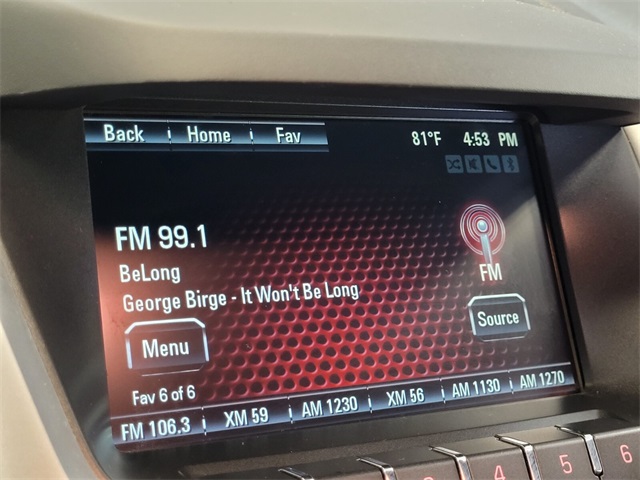 Back Home Fav 81°F 4:53 PM
FM 99.1
BeLong
George Birge - It Won't Be Long
FM
Menu
Source
Fav 6 of 6
FM 106.3 XM 59 AM 1230 XM 56 AM 1130 AM 1270
3 4 5 6